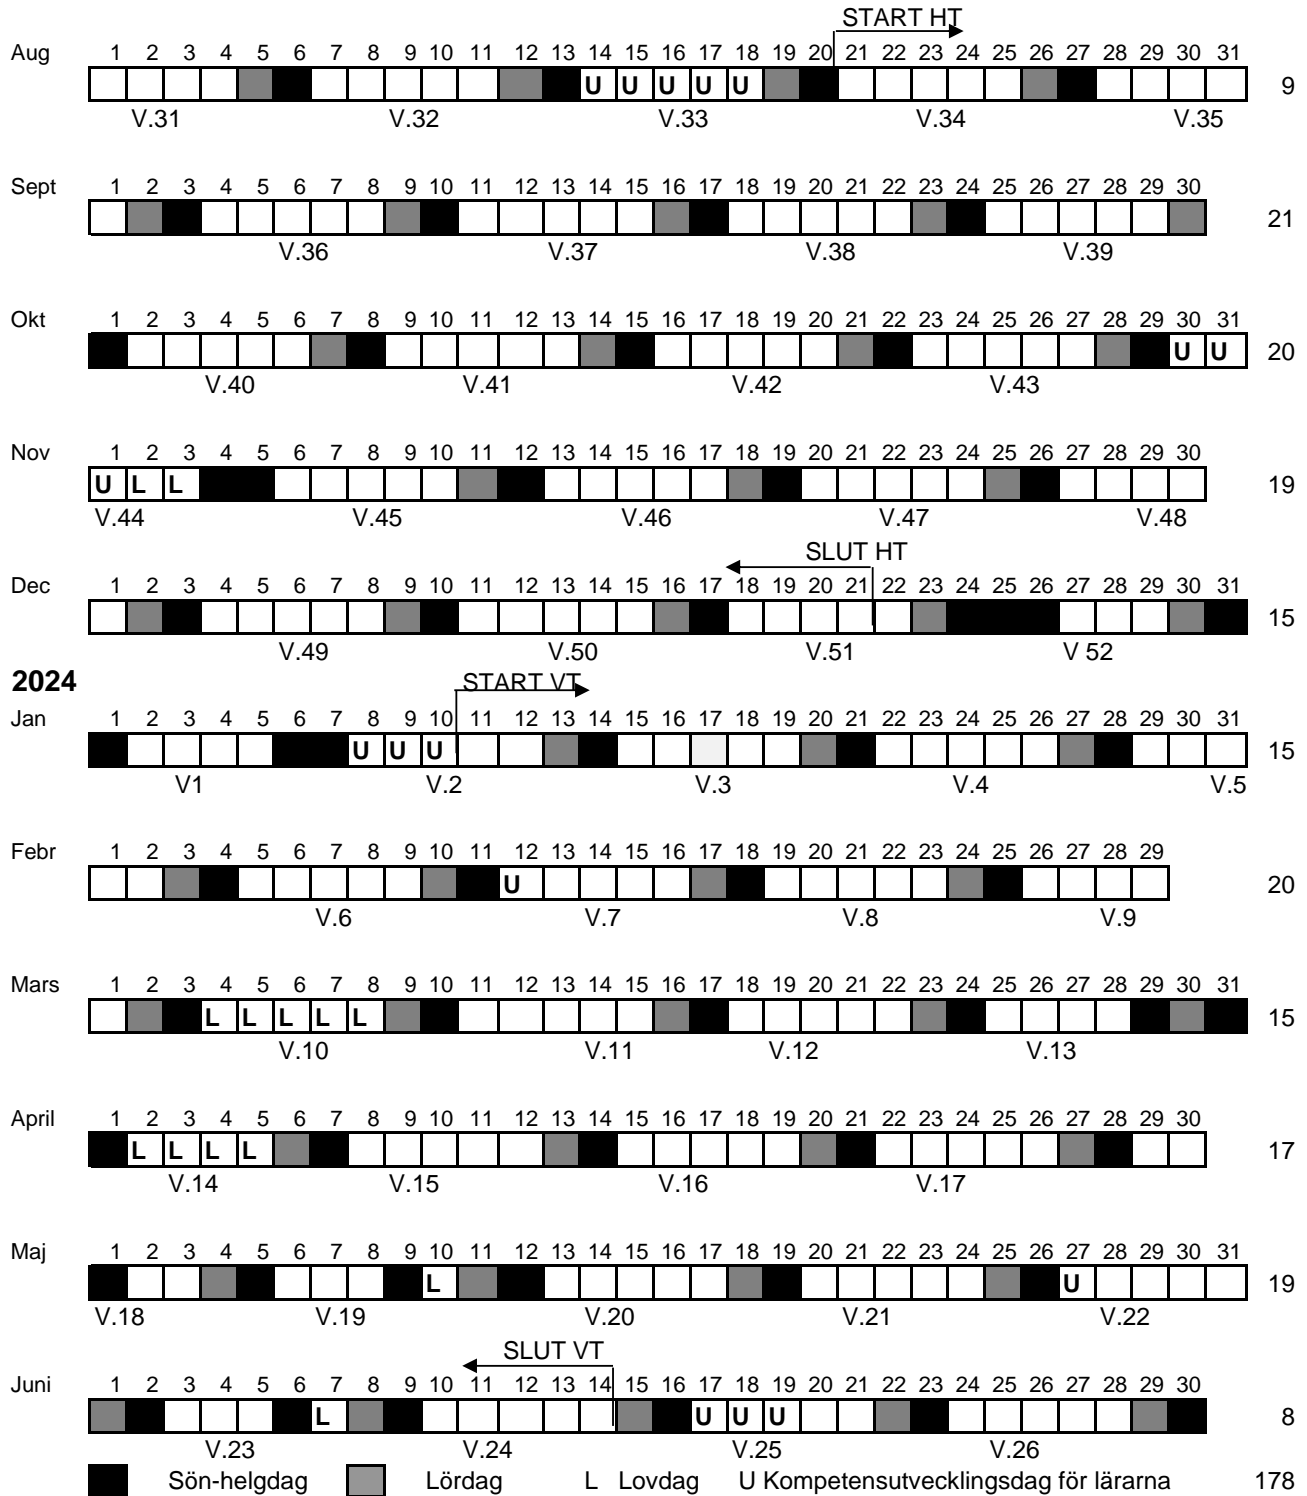 START HT
Aug 1 2 3 4 5 6 7 8 9 10 11 12 13 14 15 16 17 18 19 20 21 22 23 24 25 26 27 28 29 30 31
U U U U U 9
V.31 V.32 V.33 V.34 V.35
Sept 1 2 3 4 5 6 7 8 9 10 11 12 13 14 15 16 17 18 19 20 21 22 23 24 25 26 27 28 29 30
21
V.36 V.37 V.38 V.39
Okt 1 2 3 4 5 6 7 8 9 10 11 12 13 14 15 16 17 18 19 20 21 22 23 24 25 26 27 28 29 30 31
U U 20
V.40 V.41 V.42 V.43
Nov 1 2 3 4 5 6 7 8 9 10 11 12 13 14 15 16 17 18 19 20 21 22 23 24 25 26 27 28 29 30
U L L 19
V.44 V.45 V.46 V.47 V.48
SLUT HT
Dec 1 2 3 4 5 6 7 8 9 10 11 12 13 14 15 16 17 18 19 20 21 22 23 24 25 26 27 28 29 30 31
15
V.49 V.50 V.51 V 52
2024 START VT
Jan 1 2 3 4 5 6 7 8 9 10 11 12 13 14 15 16 17 18 19 20 21 22 23 24 25 26 27 28 29 30 31
U U U 15
V1 V.2 V.3 V.4 V.5
Febr 1 2 3 4 5 6 7 8 9 10 11 12 13 14 15 16 17 18 19 20 21 22 23 24 25 26 27 28 29
U 20
V.6 V.7 V.8 V.9
Mars 1 2 3 4 5 6 7 8 9 10 11 12 13 14 15 16 17 18 19 20 21 22 23 24 25 26 27 28 29 30 31
L L L L L 15
V.10 V.11 V.12 V.13
April 1 2 3 4 5 6 7 8 9 10 11 12 13 14 15 16 17 18 19 20 21 22 23 24 25 26 27 28 29 30
L L L L 17
V.14 V.15 V.16 V.17
Maj 1 2 3 4 5 6 7 8 9 10 11 12 13 14 15 16 17 18 19 20 21 22 23 24 25 26 27 28 29 30 31
L U 19
V.18 V.19 V.20 V.21 V.22
SLUT VT
Juni 1 2 3 4 5 6 7 8 9 10 11 12 13 14 15 16 17 18 19 20 21 22 23 24 25 26 27 28 29 30
L U U U 8
V.23 V.24 V.25 V.26
Sön-helgdag Lördag L Lovdag U Kompetensutvecklingsdag för lärarna 178